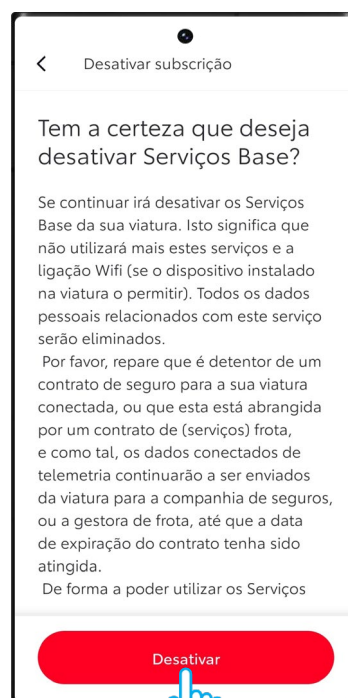 Desativar subscrição
Tem a certeza que deseja
desativar Serviços Base?
Se continuar irá desativar os Serviços
Base da sua viatura. Isto significa que
não utilizará mais estes serviços e a
ligação Wifi (se o dispositivo instalado
na viatura o permitir). Todos os dados
pessoais relacionados com este serviço
serão eliminados.
Por favor, repare que é detentor de um
contrato de seguro para a sua viatura
conectada, ou que esta está abrangida
por um contrato de (serviços) frota,
e como tal, os dados conectados de
telemetria continuarão a ser enviados
da viatura para a companhia de seguros,
ou a gestora de frota, até que a data
de expiração do contrato tenha sido
atingida.
De forma a poder utilizar os Serviços
Desativar